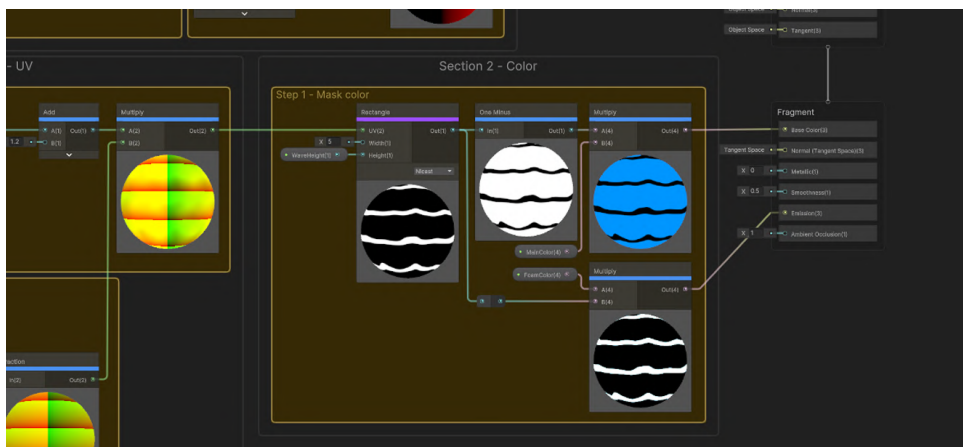 Object Space
Tangent(3)
- UV
Section 2 - Color
Step 1 - Mask color
Add
A(1) Out(1)
1.2 B(1)
Multiply
A(2) Out(2)
B(2)
Rectangle
UV(2) Out(1)
X 5 Width(1)
WaveHeight(1) Height(1)
Nicest
One Minus
In(1) Out(1)
Multiply
A(4) Out(4)
B(4)
MainColor(4)
FoamColor(4)
Multiply
A(4) Out(4)
B(4)
Fragment
Base Color(3)
Tangent Space Normal (Tangent Space)(3)
X 0 Metallic(1)
X 0.5 Smoothness(1)
Emission(3)
X 1 Ambient Occlusion(1)
raction
In(2) Out(2)